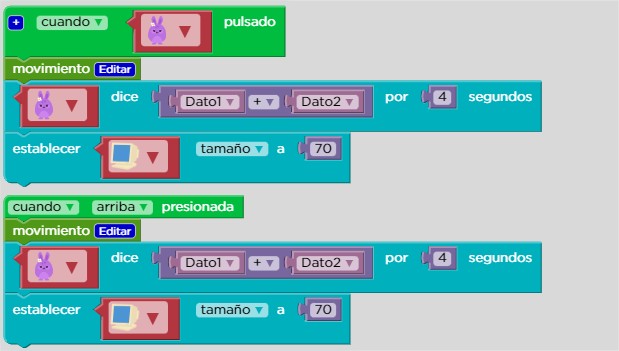 + cuando pulsado
movimiento Editar
dice Dato1 + Dato2 por 4 segundos
establecer tamaño a 70
cuando arriba presionada
movimiento Editar
dice Dato1 + Dato2 por 4 segundos
establecer tamaño a 70